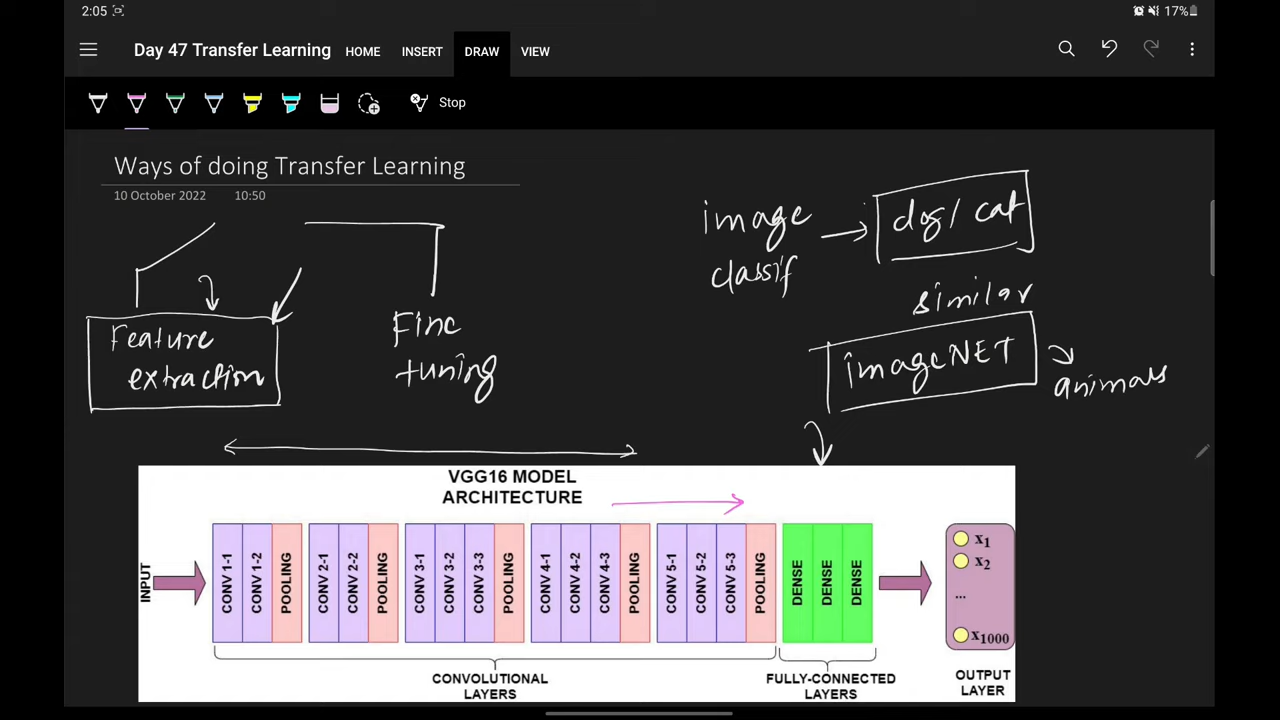 2:05
17%
Day 47 Transfer Learning HOME INSERT DRAW VIEW
Stop
Ways of doing Transfer Learning
10 October 2022 10:50
image
classif
dog/ cat
similar
imageNET
animals
Feature
extraction
Fine
tuning
VGG16 MODEL
ARCHITECTURE
INPUT
CONV 1-1
CONV 1-2
POOLING
CONV 2-1
CONV 2-2
POOLING
CONV 3-1
CONV 3-2
CONV 3-3
POOLING
CONV 4-1
CONV 4-2
CONV 4-3
POOLING
CONV 5-1
CONV 5-2
CONV 5-3
POOLING
DENSE
DENSE
DENSE
x1
x2
...
x1000
CONVOLUTIONAL
LAYERS
FULLY-CONNECTED
LAYERS
OUTPUT
LAYER